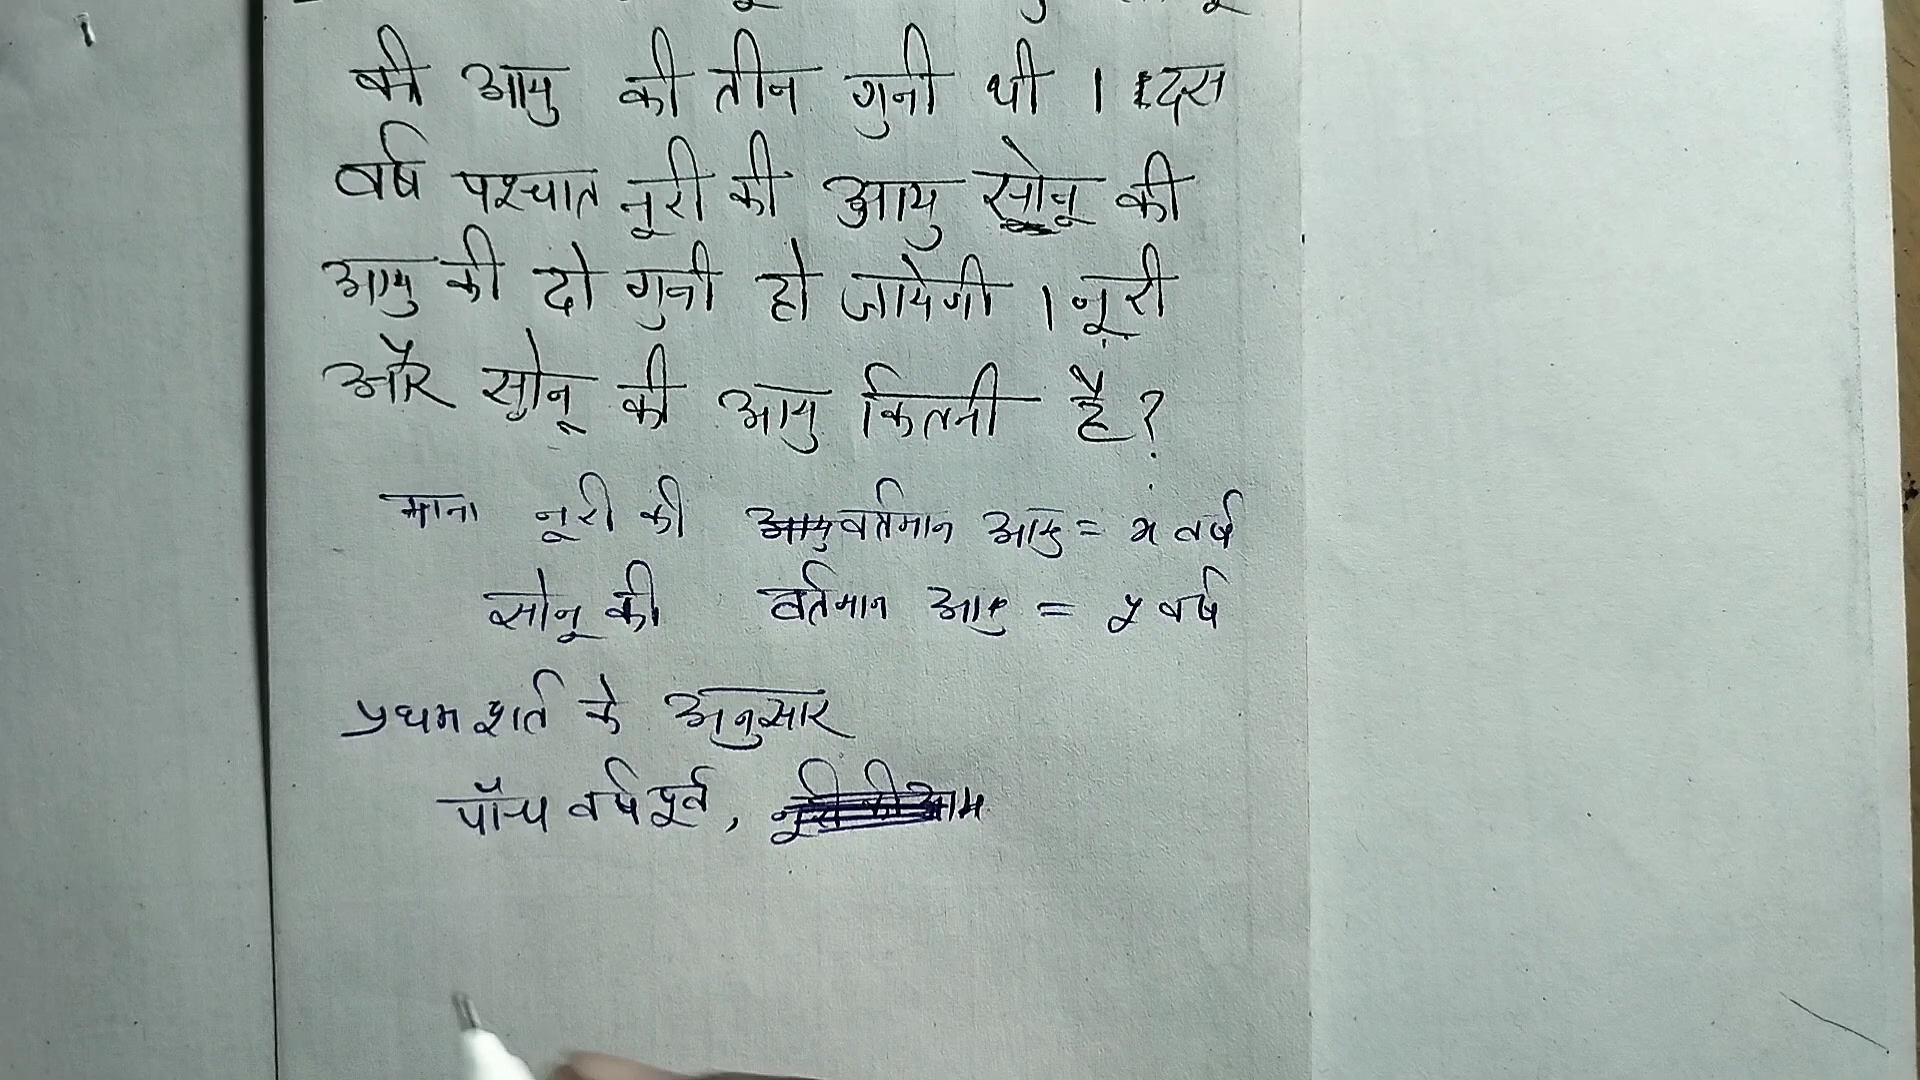 की आयु की तीन गुनी थी । दस
वर्ष पश्चात नूरी की आयु सोनू की
आयु की दो गुनी हो जायेगी । नूरी
और सोनू की आयु कितनी है ?
माना नूरी की वर्तमान आयु = x वर्ष
सोनू की वर्तमान आयु = y वर्ष
प्रथम शर्त के अनुसार
पाँच वर्ष पूर्व ,